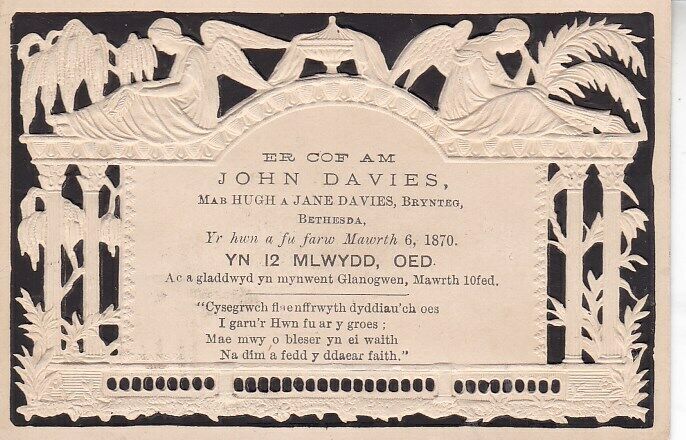 ER COF AM
JOHN DAVIES,
MAB HUGH A JANE DAVIES, BRYNTEG,
BETHESDA,
Yr hwn a fu farw Mawrth 6, 1870.
YN 12 MLWYDD, OED.
Ac a gladdwyd yn mynwent Glanogwen, Mawrth 10fed.
"Cysegrwch flaenffrwyth dyddiau'ch oes
I garu'r Hwn fu ar y groes;
Mae mwy o bleser yn ei waith
Na dim a fedd y ddaear faith."